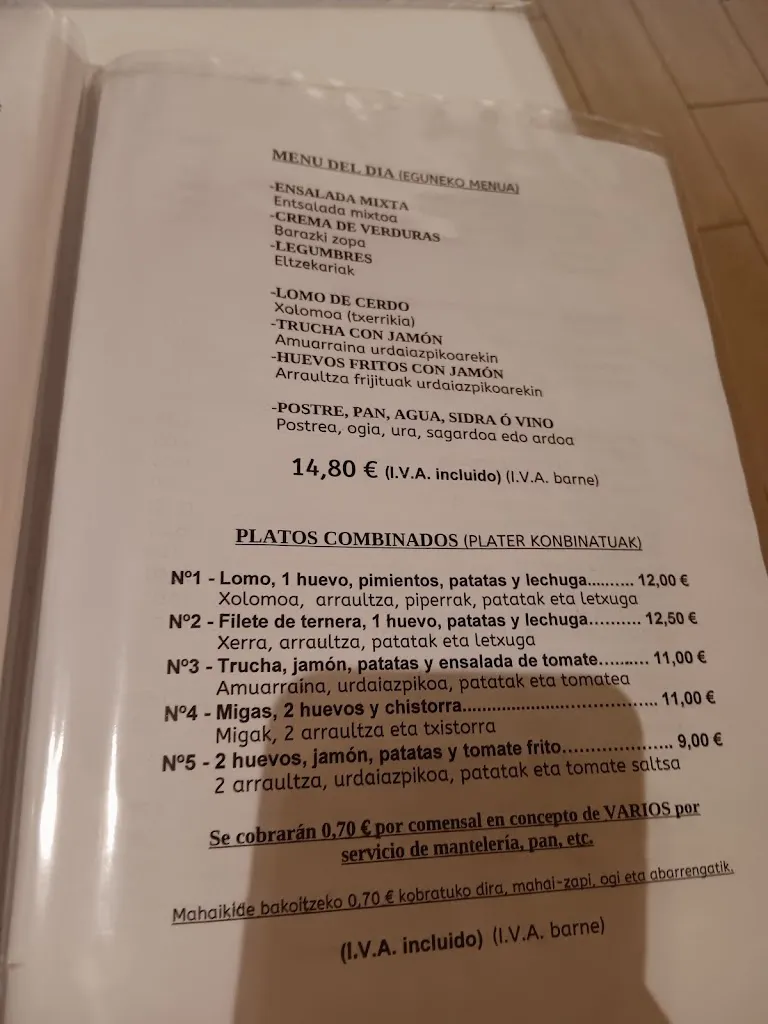 MENU DEL DIA (EGUNEKO MENUA)
-ENSALADA MIXTA
Entsalada mixtoa
-CREMA DE VERDURAS
Barazki zopa
-LEGUMBRES
Eltzekariak
-LOMO DE CERDO
Xolomoa (txerrikia)
-TRUCHA CON JAMÓN
Amuarraina urdaiazpikoarekin
-HUEVOS FRITOS CON JAMÓN
Arraultza frijituak urdaiazpikoarekin
-POSTRE, PAN, AGUA, SIDRA Ó VINO
Postrea, ogia, ura, sagardoa edo ardoa
14,80 € (I.V.A. incluido) (I.V.A. barne)
PLATOS COMBINADOS (PLATER KONBINATUAK)
Nº1 - Lomo, 1 huevo, pimientos, patatas y lechuga.......... 12,00 €
Xolomoa, arraultza, piperrak, patatak eta letxuga
Nº2 - Filete de ternera, 1 huevo, patatas y lechuga.......... 12,50 €
Xerra, arraultza, patatak eta letxuga
Nº3 - Trucha, jamón, patatas y ensalada de tomate.......... 11,00 €
Amuarraina, urdaiazpikoa, patatak eta tomatea
Nº4 - Migas, 2 huevos y chistorra........................................ 11,00 €
Migak, 2 arraultza eta txistorra
Nº5 - 2 huevos, jamón, patatas y tomate frito...................... 9,00 €
2 arraultza, urdaiazpikoa, patatak eta tomate saltsa
Se cobrarán 0,70 € por comensal en concepto de VARIOS por
servicio de mantelería, pan, etc.
Mahaikide bakoitzeko 0,70 € kobratuko dira, mahai-zapi, ogi eta abarrengatik.
(I.V.A. incluido) (I.V.A. barne)